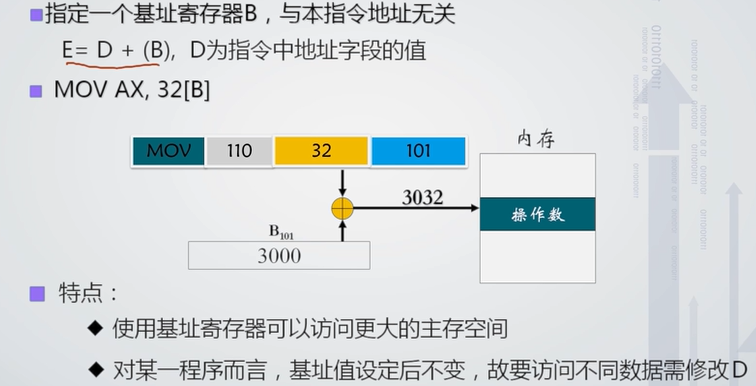 指定一个基址寄存器B，与本指令地址无关
E= D + (B)，D为指令中地址字段的值
MOV AX, 32[B]
内存
MOV 110 32 101
3032
操作数
B101
3000
特点：
使用基址寄存器可以访问更大的主存空间
对某一程序而言，基址值设定后不变，故要访问不同数据需修改D